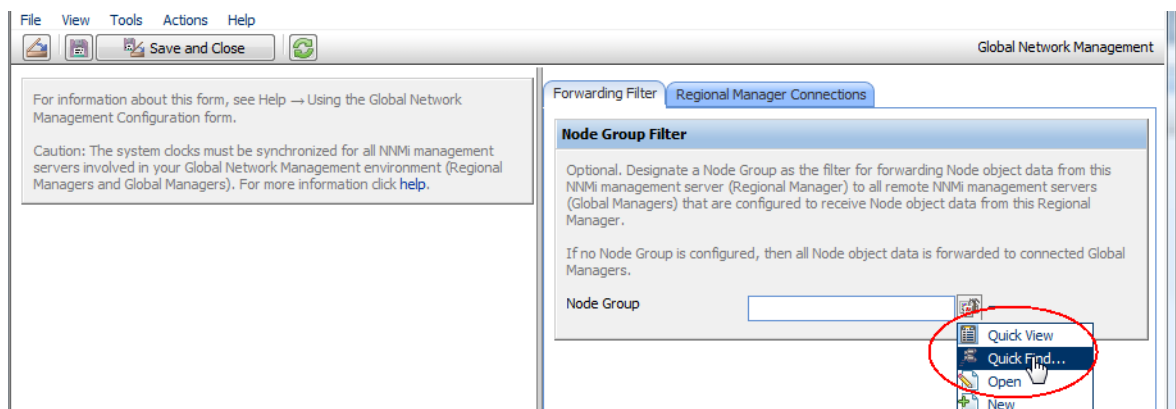 File View Tools Actions Help
Save and Close
Global Network Management
For information about this form, see Help → Using the Global Network
Management Configuration form.
Caution: The system clocks must be synchronized for all NNMi management
servers involved in your Global Network Management environment (Regional
Managers and Global Managers). For more information click help.
Forwarding Filter Regional Manager Connections
Node Group Filter
Optional. Designate a Node Group as the filter for forwarding Node object data from this
NNMi management server (Regional Manager) to all remote NNMi management servers
(Global Managers) that are configured to receive Node object data from this Regional
Manager.
If no Node Group is configured, then all Node object data is forwarded to connected Global
Managers.
Node Group
Quick View
Quick Find...
Open
New